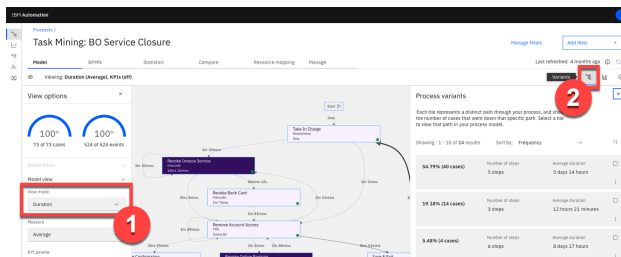 IBM Automation
Processes /
Task Mining: BO Service Closure
Manage filters
Add filter
Model
BPMN
Statistics
Compare
Resource mapping
Manage
Last refreshed: 4 months ago
Viewing: Duration (Average), KPIs (off)
Variants
2
View options
100%
73 of 73 cases
100%
524 of 524 events
Active filters
Model view
View mode
Duration
1
Measure
Average
KPI palette
Start
Take In Charge
Revoke Invoice Service
Revoke Bank Card
Remove Account Access
Process variants
Each tile represents a distinct path through your process, and
the number of cases that went down that specific path. Select a tile
to view that path in your process model.
Showing : 1 - 10 of 14 results
Sort by: Frequency
54.79% (40 cases)
Number of steps
5 steps
Average duration
5 days 14 hours
19.18% (14 cases)
Number of steps
3 steps
Average duration
12 hours 21 minutes
5.48% (4 cases)
Number of steps
6 steps
Average duration
8 days 17 hours